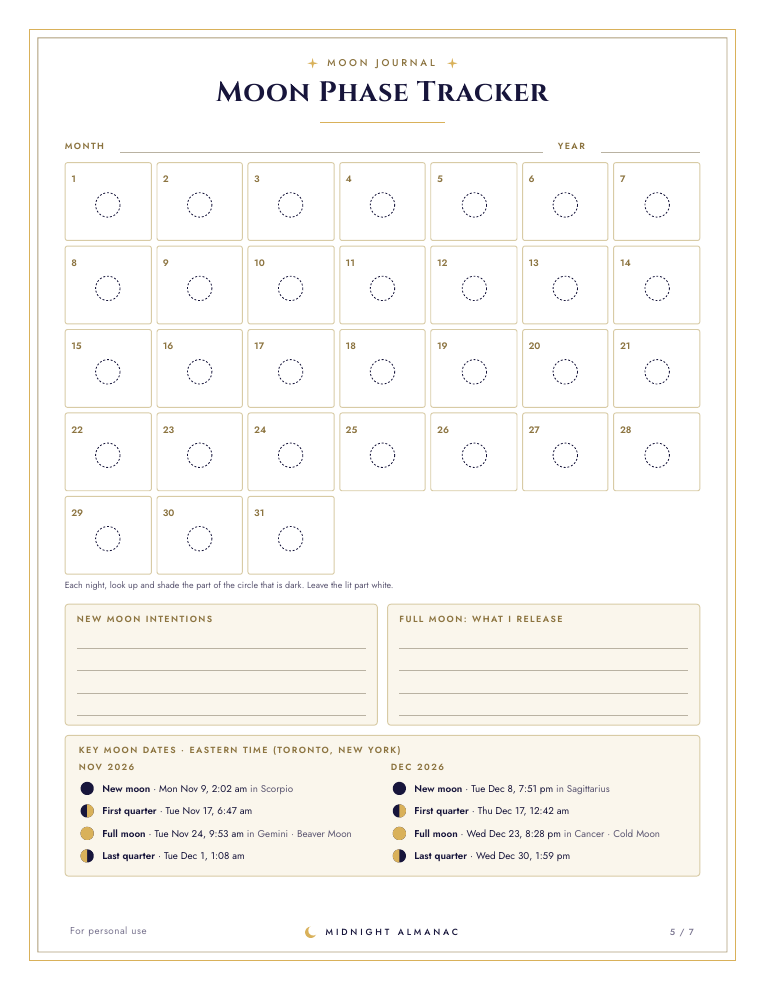 MOON JOURNAL
MOON PHASE TRACKER
MONTH YEAR
1 2 3 4 5 6 7
8 9 10 11 12 13 14
15 16 17 18 19 20 21
22 23 24 25 26 27 28
29 30 31
Each night, look up and shade the part of the circle that is dark. Leave the lit part white.
NEW MOON INTENTIONS
FULL MOON: WHAT I RELEASE
KEY MOON DATES · EASTERN TIME (TORONTO, NEW YORK)
NOV 2026
New moon · Mon Nov 9, 2:02 am in Scorpio
First quarter · Tue Nov 17, 6:47 am
Full moon · Tue Nov 24, 9:53 am in Gemini · Beaver Moon
Last quarter · Tue Dec 1, 1:08 am
DEC 2026
New moon · Tue Dec 8, 7:51 pm in Sagittarius
First quarter · Thu Dec 17, 12:42 am
Full moon · Wed Dec 23, 8:28 pm in Cancer · Cold Moon
Last quarter · Wed Dec 30, 1:59 pm
For personal use
MIDNIGHT ALMANAC
5 / 7